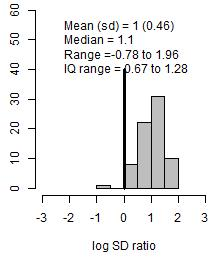 Mean (sd) = 1 (0.46)
Median = 1.1
Range =-0.78 to 1.96
IQ range = 0.67 to 1.28
60
50
40
30
20
10
0
-3 -2 -1 0 1 2 3
log SD ratio